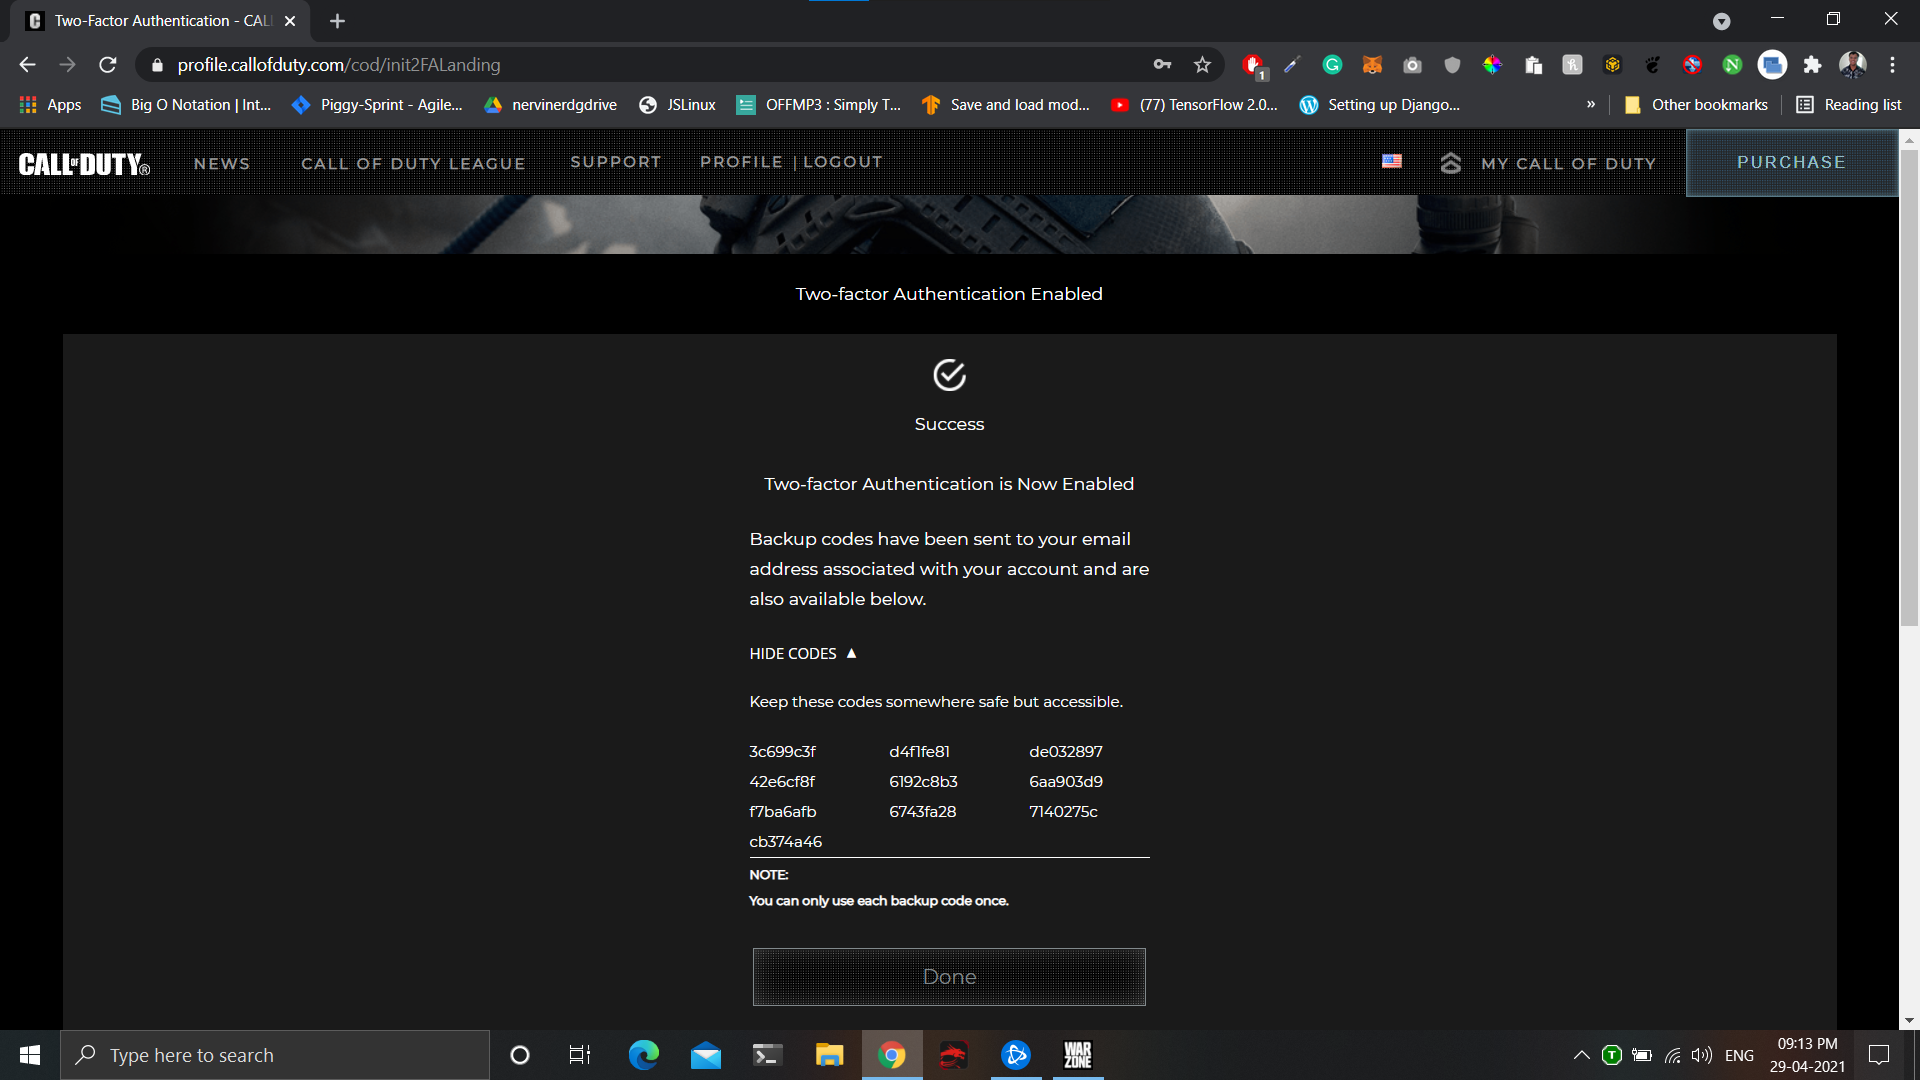 Two-Factor Authentication - CAL
profile.callofduty.com/cod/init2FALanding
1
Apps
Big O Notation | Int...
Piggy-Sprint - Agile...
nervinerdgdrive
JSLinux
OFFMP3 : Simply T...
Save and load mod...
(77) TensorFlow 2.0...
Setting up Django...
»
Other bookmarks
Reading list
CALL OF DUTY®
NEWS
CALL OF DUTY LEAGUE
SUPPORT
PROFILE | LOGOUT
MY CALL OF DUTY
PURCHASE
Two-factor Authentication Enabled
Success
Two-factor Authentication is Now Enabled
Backup codes have been sent to your email
address associated with your account and are
also available below.
HIDE CODES ▲
Keep these codes somewhere safe but accessible.
3c699c3f d4f1fe81 de032897
42e6cf8f 6192c8b3 6aa903d9
f7ba6afb 6743fa28 7140275c
cb374a46
NOTE:
You can only use each backup code once.
Done
Type here to search
WAR
ZONE
ENG
09:13 PM
29-04-2021